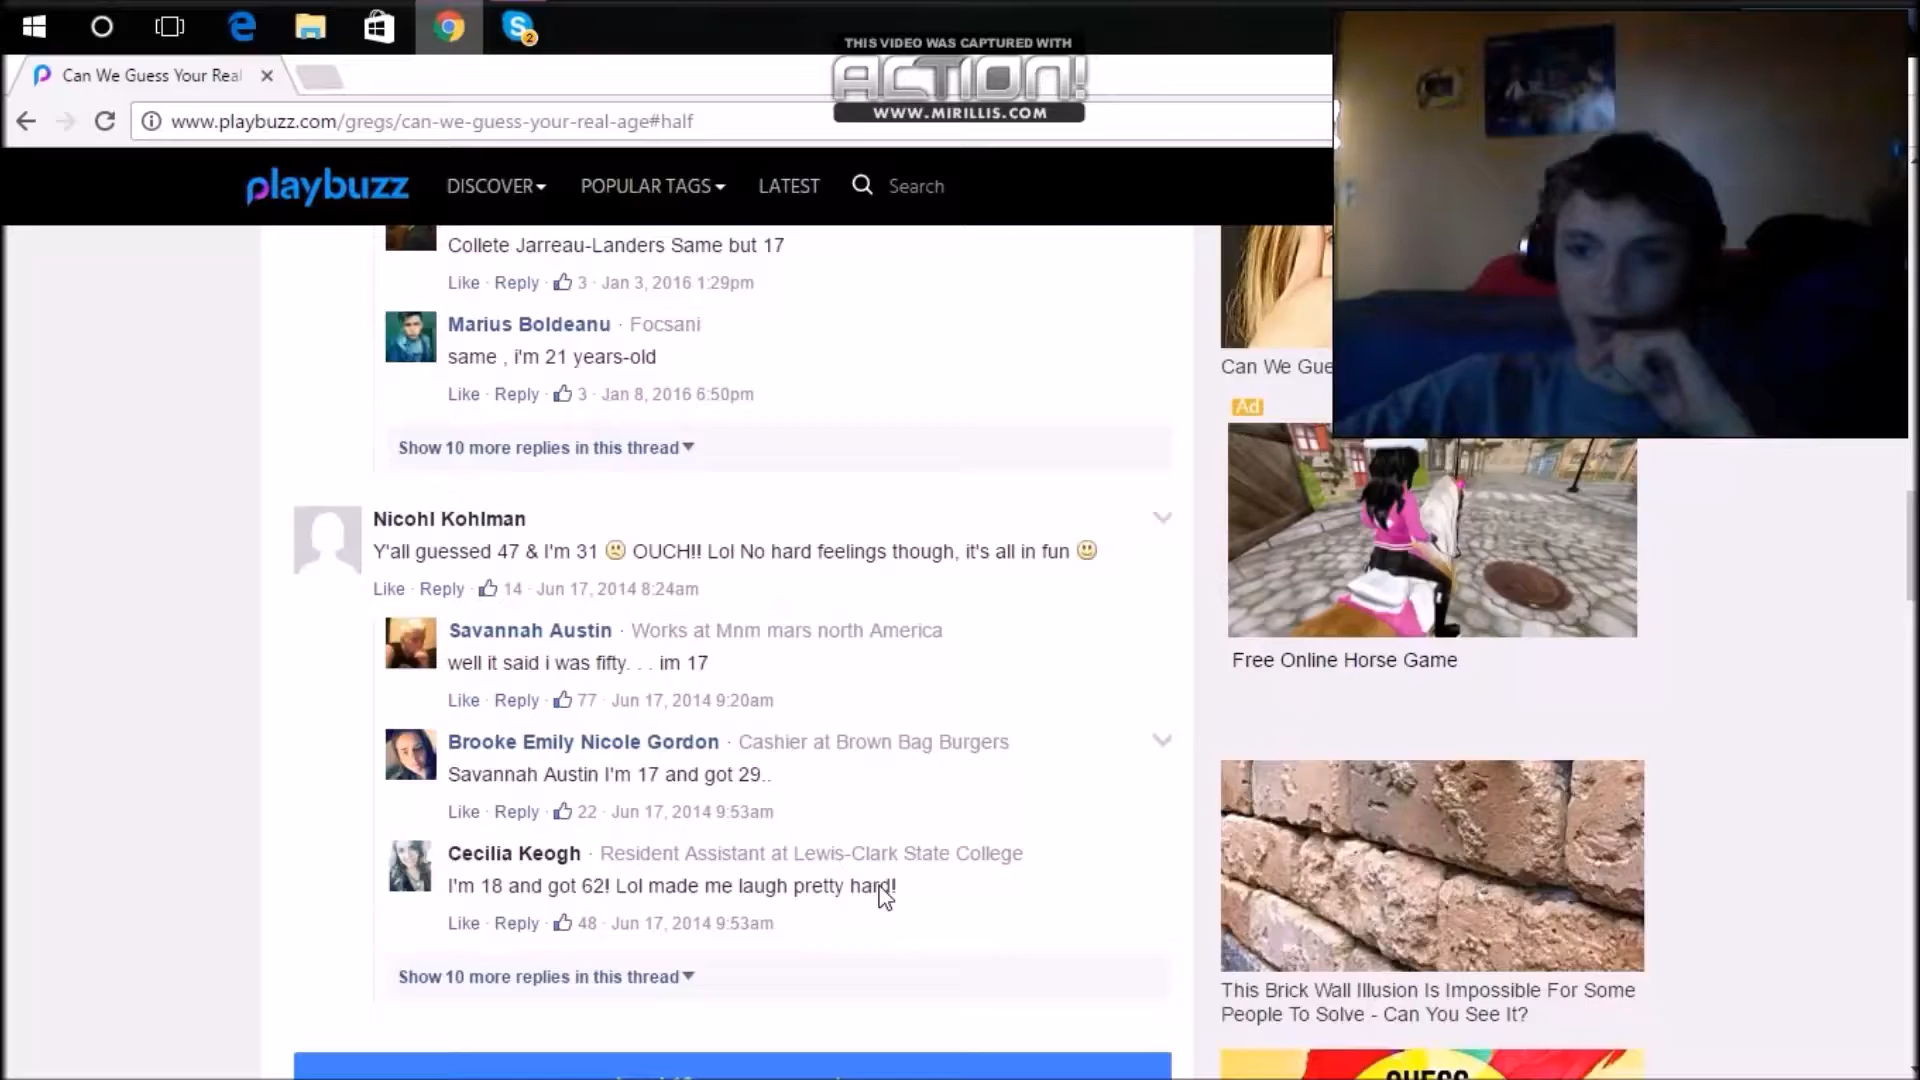 2
THIS VIDEO WAS CAPTURED WITH
ACTION!
WWW.MIRILLIS.COM
Can We Guess Your Real
www.playbuzz.com/gregs/can-we-guess-your-real-age#half
playbuzz
DISCOVER
POPULAR TAGS
LATEST
Search
Collete Jarreau-Landers Same but 17
Like · Reply · 3 · Jan 3, 2016 1:29pm
Marius Boldeanu · Focsani
same , i'm 21 years-old
Like · Reply · 3 · Jan 8, 2016 6:50pm
Show 10 more replies in this thread
Nicohl Kohlman
Y'all guessed 47 & I'm 31 🙁 OUCH!! Lol No hard feelings though, it's all in fun 🙂
Like · Reply · 14 · Jun 17, 2014 8:24am
Savannah Austin · Works at Mnm mars north America
well it said i was fifty. . . im 17
Like · Reply · 77 · Jun 17, 2014 9:20am
Brooke Emily Nicole Gordon · Cashier at Brown Bag Burgers
Savannah Austin I'm 17 and got 29..
Like · Reply · 22 · Jun 17, 2014 9:53am
Cecilia Keogh · Resident Assistant at Lewis-Clark State College
I'm 18 and got 62! Lol made me laugh pretty hard!
Like · Reply · 48 · Jun 17, 2014 9:53am
Show 10 more replies in this thread
Can We Gue
Ad
Free Online Horse Game
This Brick Wall Illusion Is Impossible For Some
People To Solve - Can You See It?